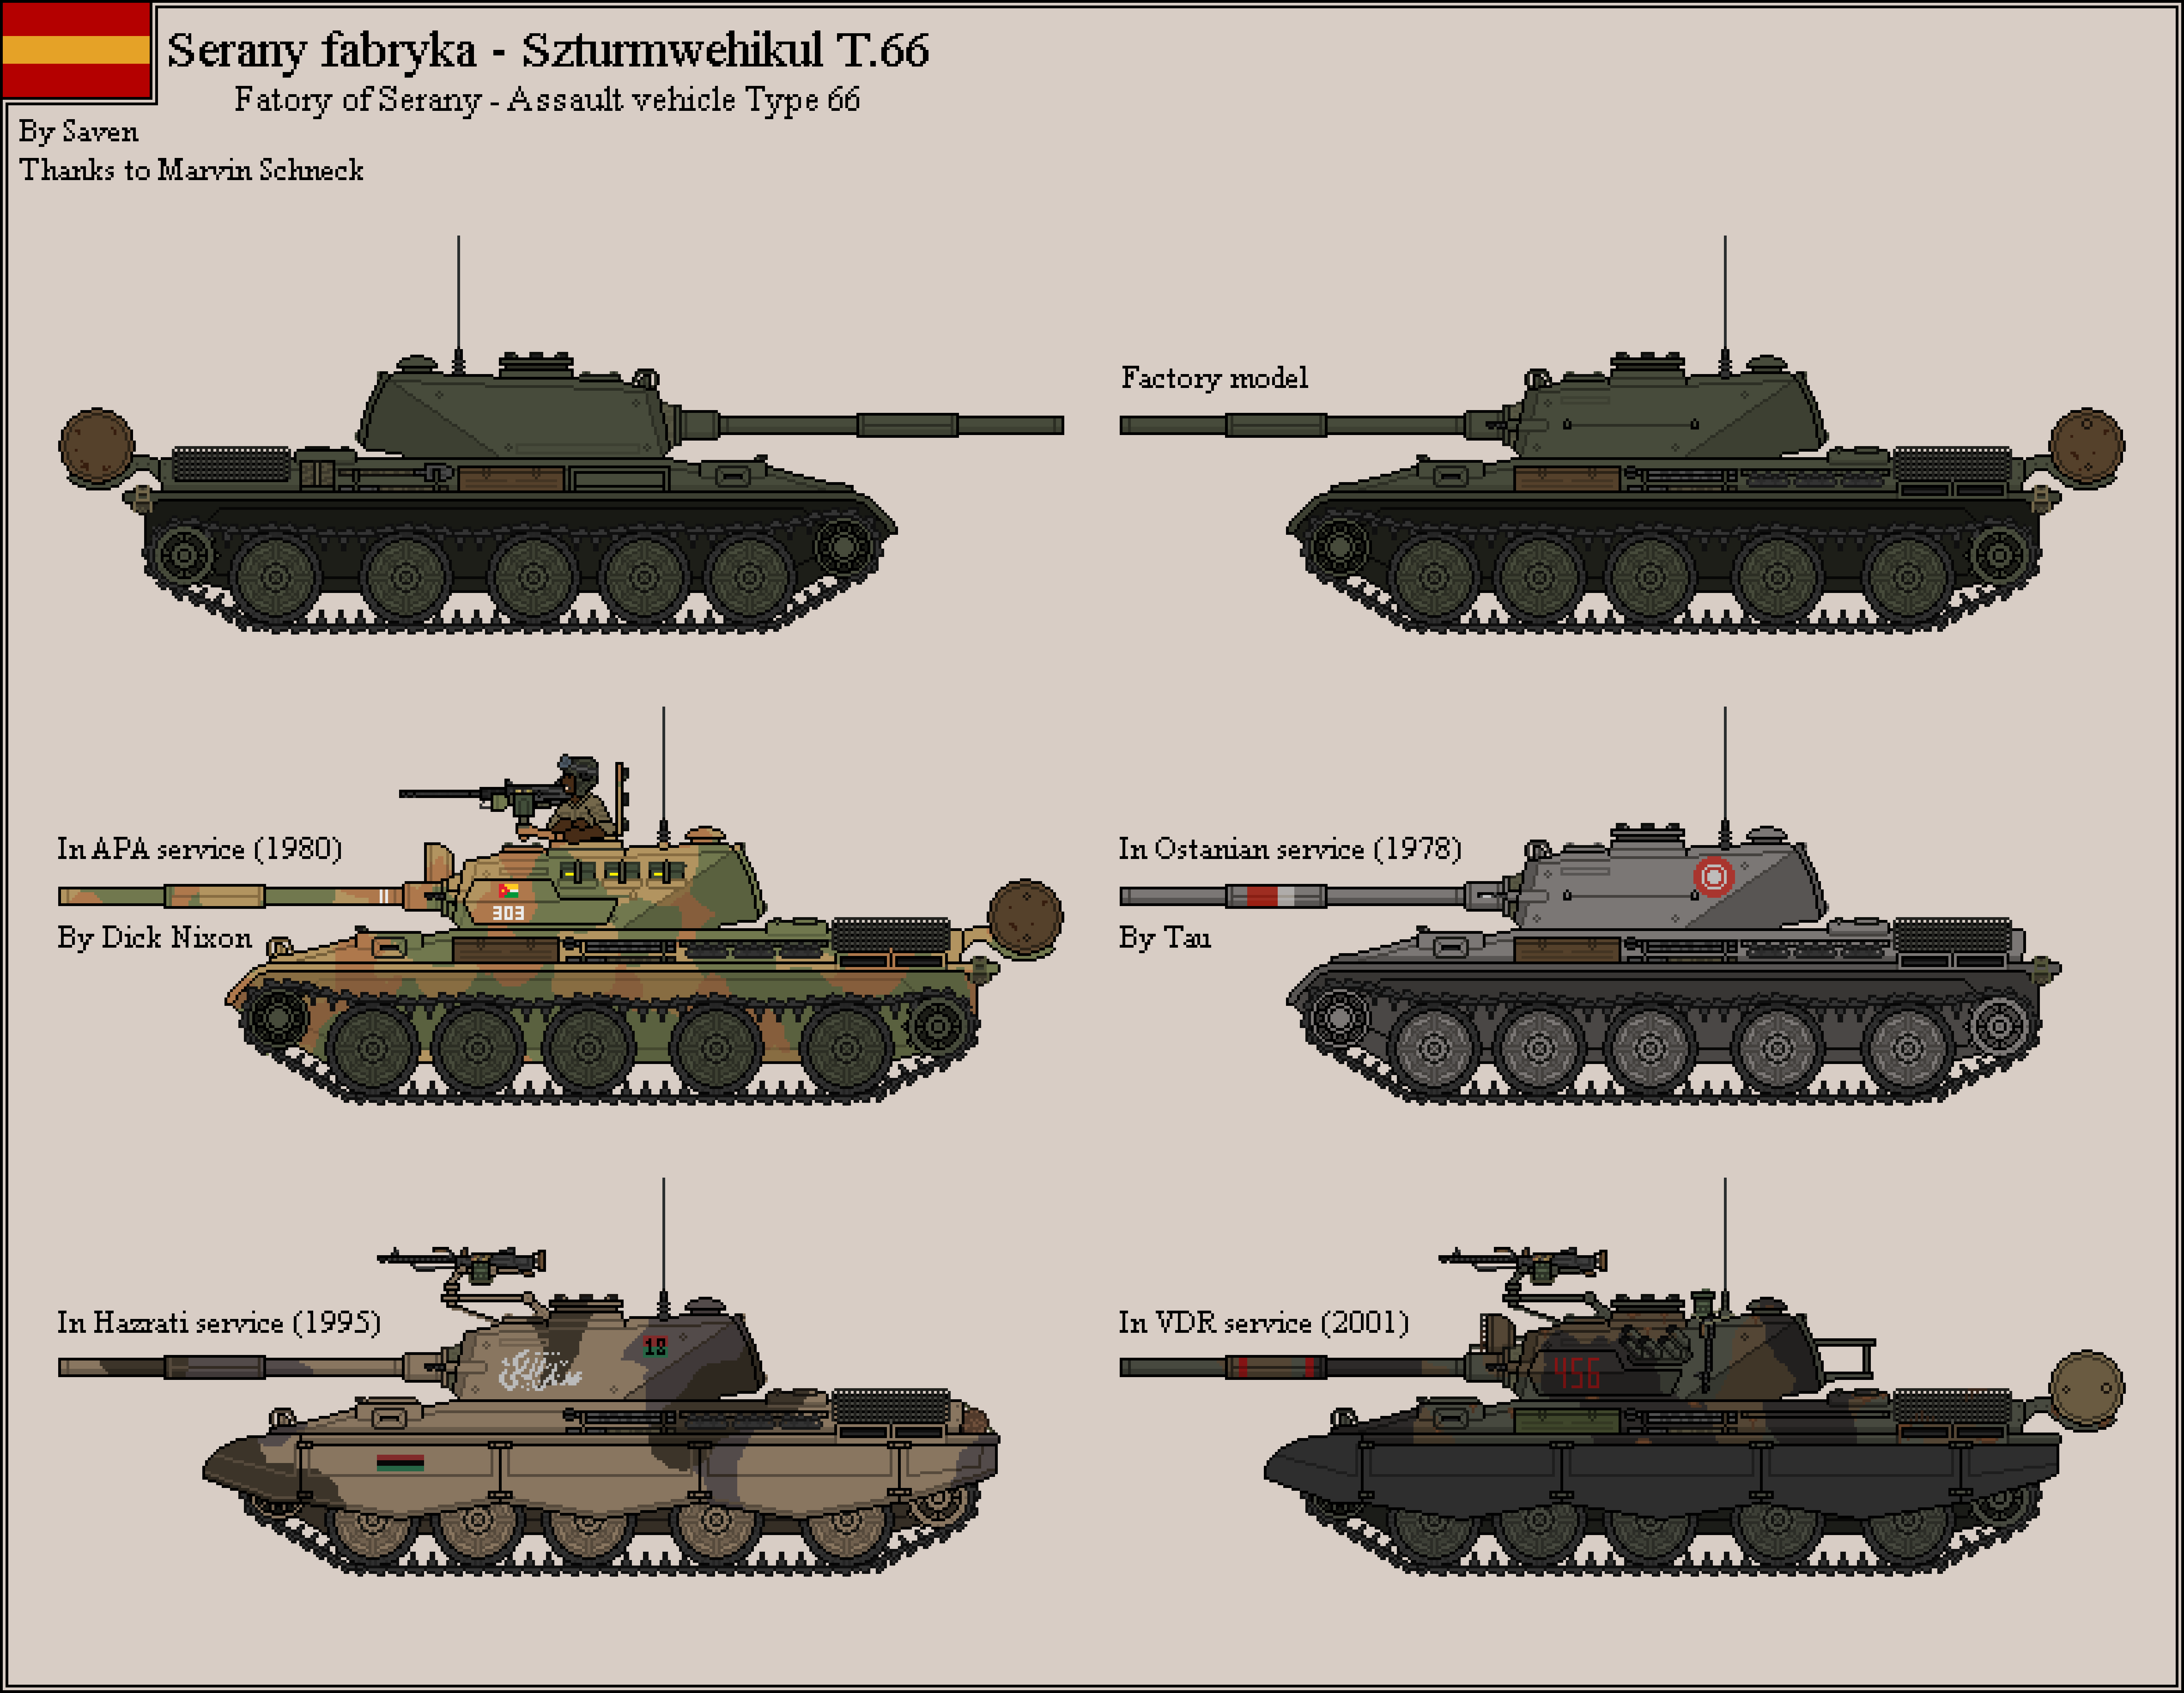 Serany fabryka - Szturmwehikul T.66
Fatory of Serany - Assault vehicle Type 66
By Saven
Thanks to Marvin Schneck
Factory model
In APA service (1980)
303
By Dick Nixon
In Ostanian service (1978)
By Tau
In Hazrati service (1995)
18
In VDR service (2001)
456